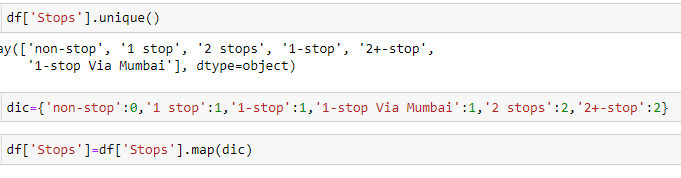 df['Stops'].unique()
ay(['non-stop', '1 stop', '2 stops', '1-stop', '2+-stop',
'1-stop Via Mumbai'], dtype=object)
dic={'non-stop':0,'1 stop':1,'1-stop':1,'1-stop Via Mumbai':1,'2 stops':2,'2+-stop':2}
df['Stops']=df['Stops'].map(dic)